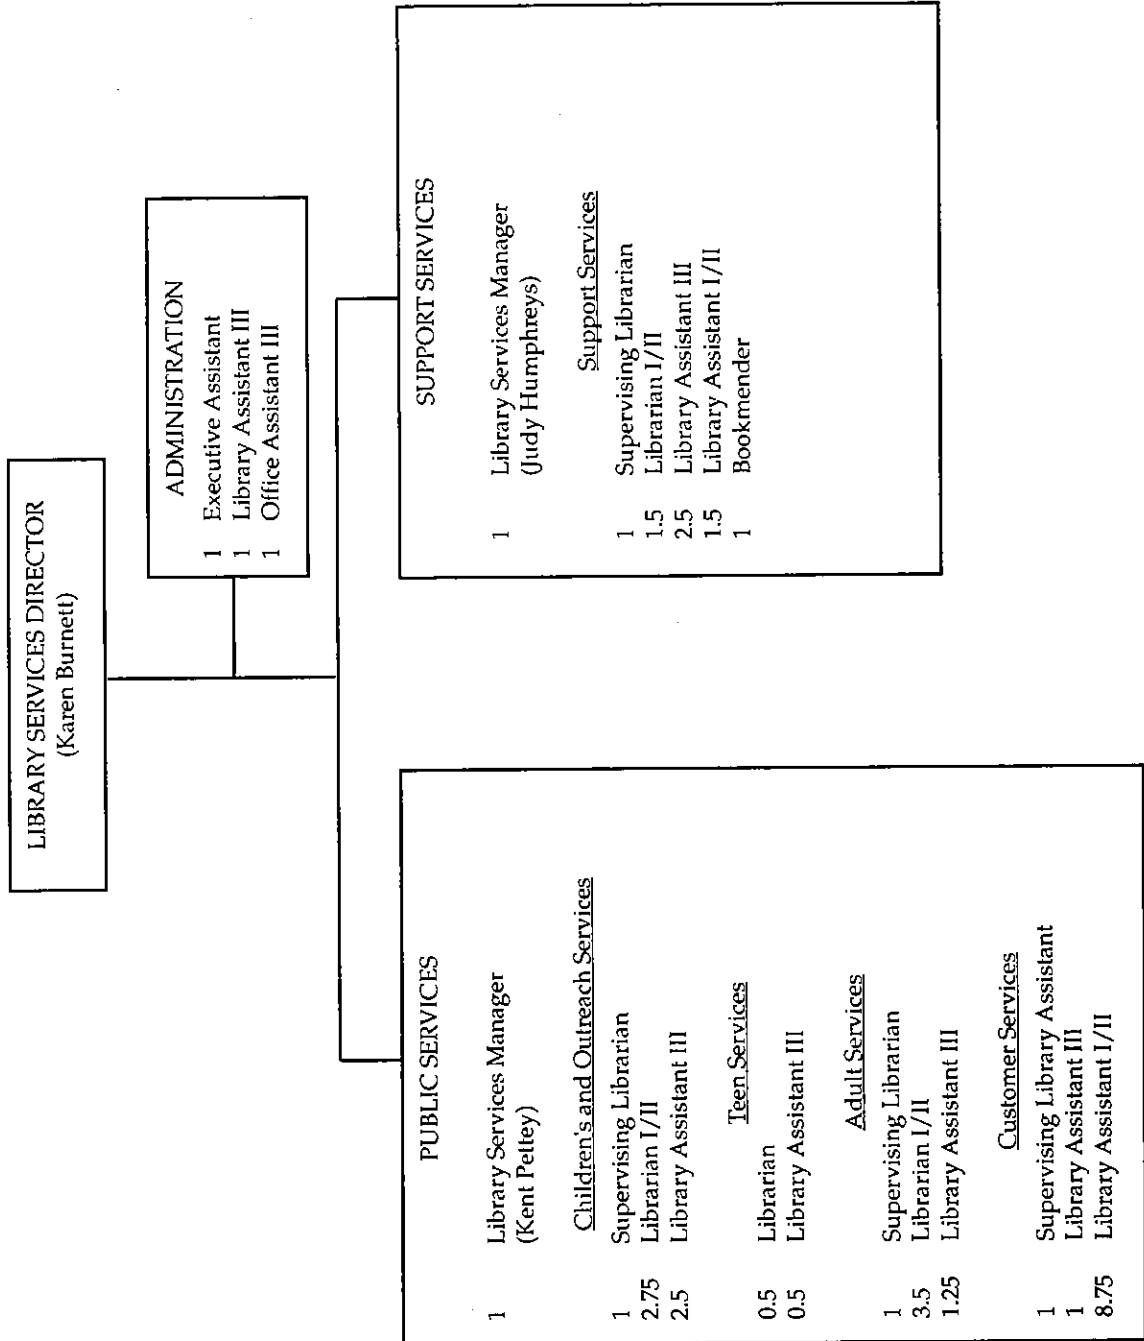 LIBRARY SERVICES DIRECTOR
(Karen Burnett)
ADMINISTRATION
1 Executive Assistant
1 Library Assistant III
1 Office Assistant III
PUBLIC SERVICES
1 Library Services Manager
(Kent Pettey)
Children's and Outreach Services
1 Supervising Librarian
2.75 Librarian I/II
2.5 Library Assistant III
Teen Services
0.5 Librarian
0.5 Library Assistant III
Adult Services
1 Supervising Librarian
3.5 Librarian I/II
1.25 Library Assistant III
Customer Services
1 Supervising Library Assistant
1 Library Assistant III
8.75 Library Assistant I/II
SUPPORT SERVICES
1 Library Services Manager
(Judy Humphreys)
Support Services
1 Supervising Librarian
1.5 Librarian I/II
2.5 Library Assistant III
1.5 Library Assistant I/II
1 Bookmender